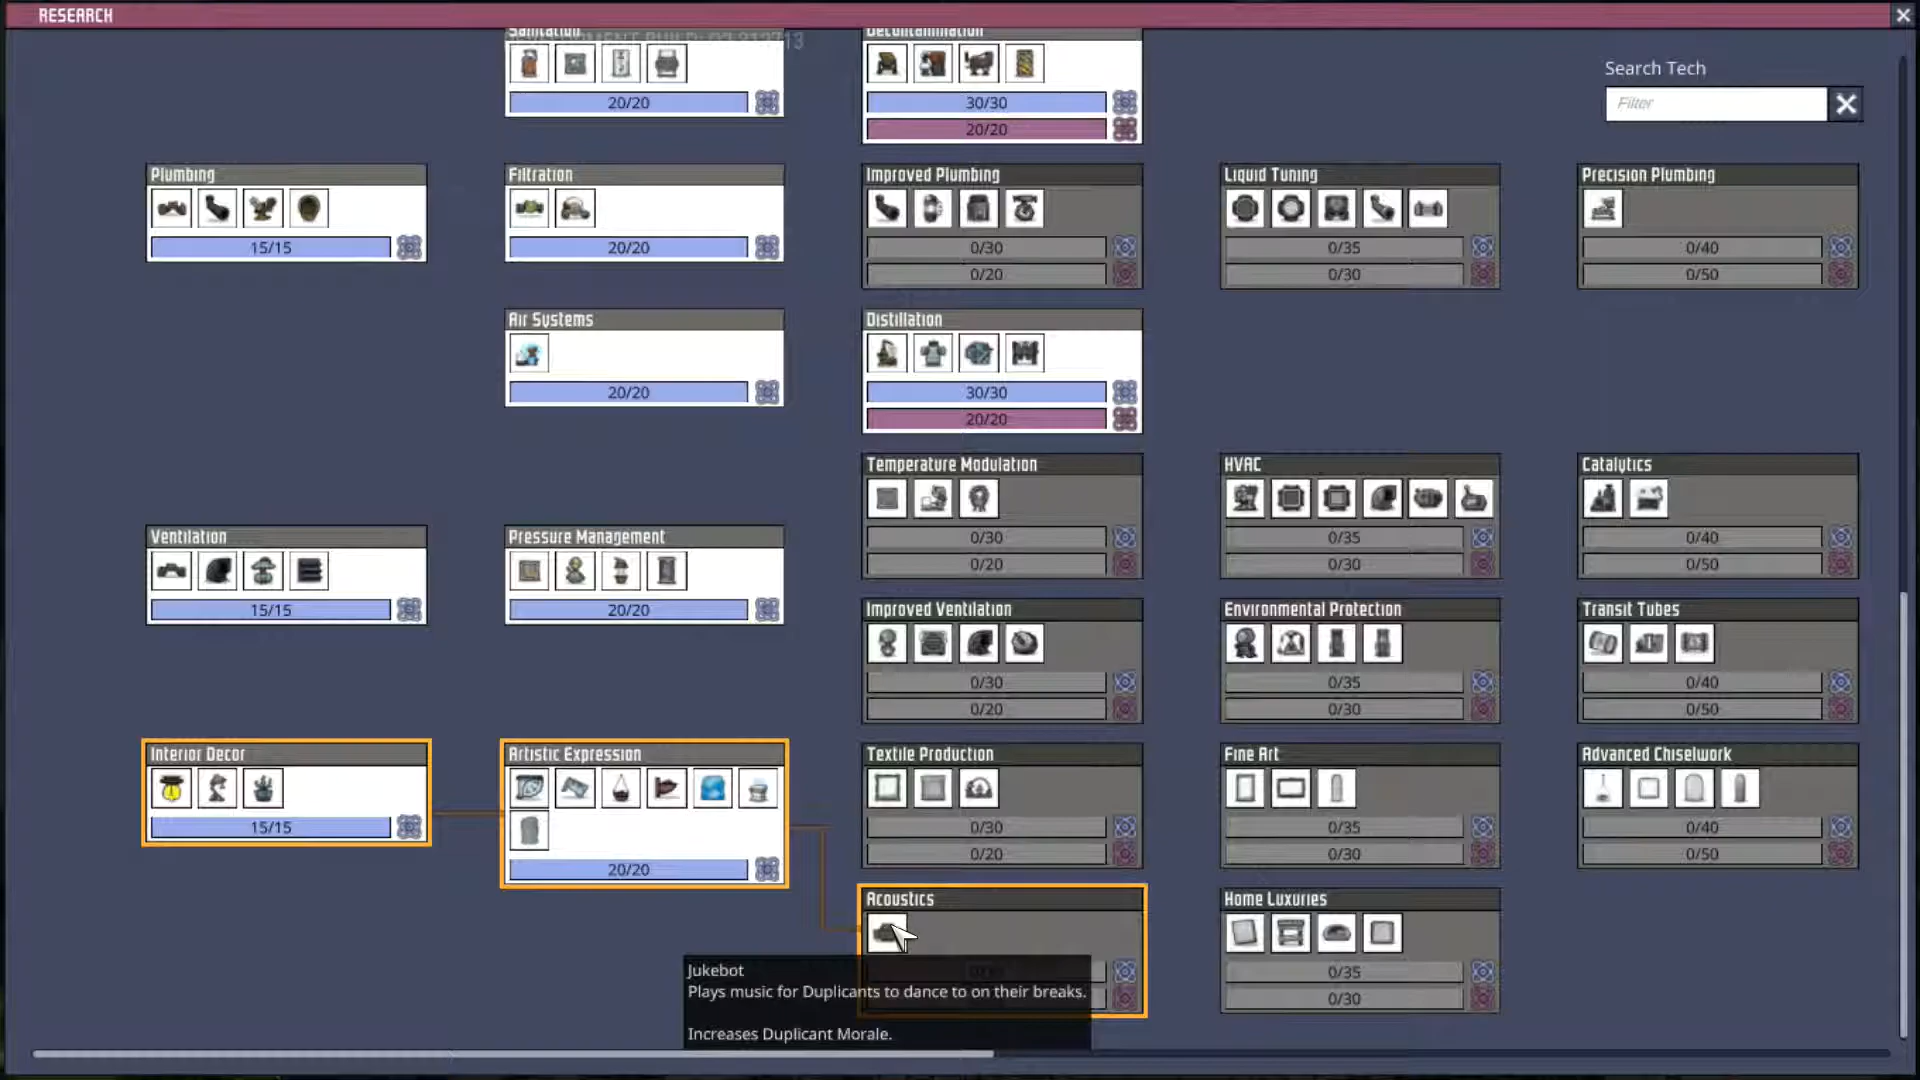 RESEARCH
Sanitation
Decontamination
Search Tech
Filter
20/20
30/30
20/20
Plumbing
Filtration
Improved Plumbing
Liquid Tuning
Precision Plumbing
15/15
20/20
0/30
0/35
0/40
0/20
0/30
0/50
Air Systems
Distillation
20/20
30/30
20/20
Temperature Modulation
HVAC
Catalytics
0/30
0/35
0/40
0/20
0/30
0/50
Ventilation
Pressure Management
15/15
20/20
Improved Ventilation
Environmental Protection
Transit Tubes
0/30
0/35
0/40
0/20
0/30
0/50
Interior Decor
Artistic Expression
Textile Production
Fine Art
Advanced Chiselwork
15/15
20/20
0/30
0/35
0/40
0/20
0/30
0/50
Acoustics
Home Luxuries
0/35
0/30
Jukebot
Plays music for Duplicants to dance to on their breaks.
Increases Duplicant Morale.